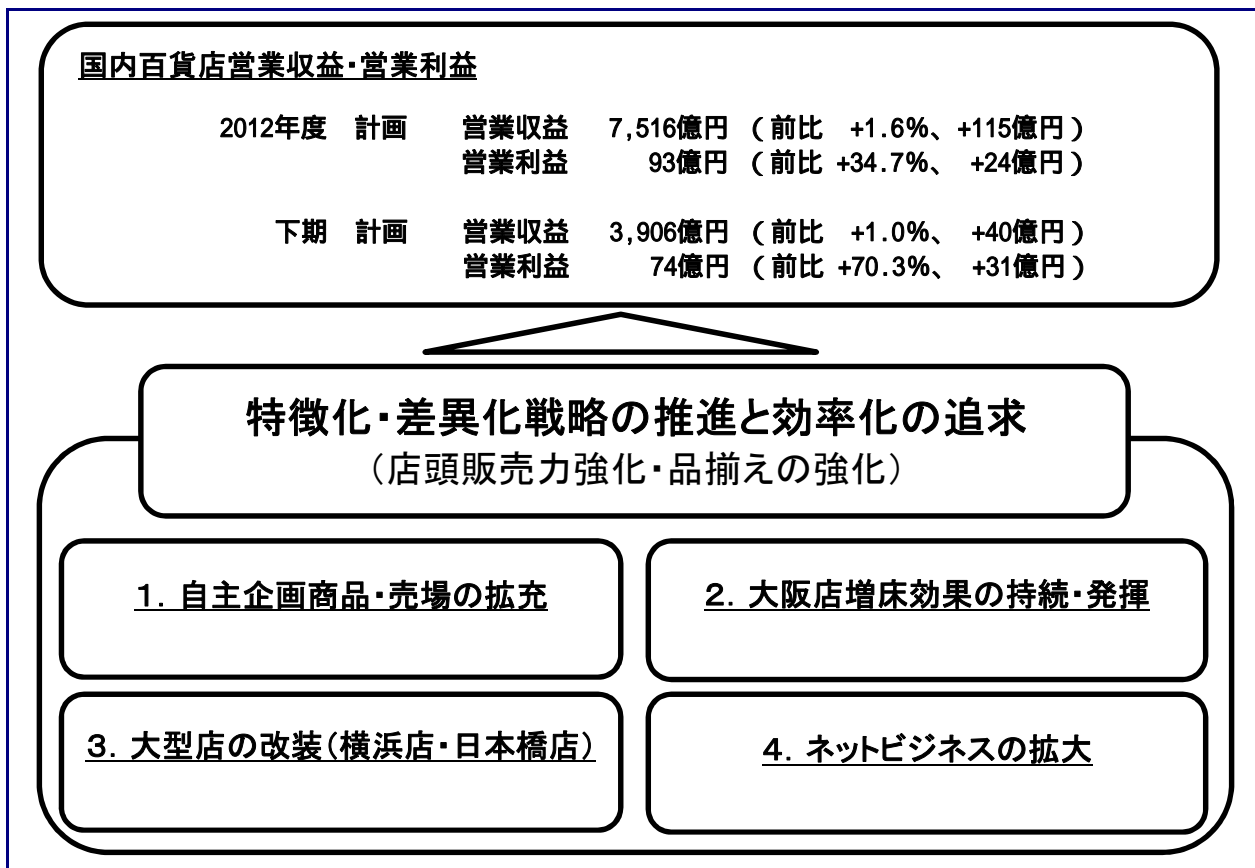 国内百貨店営業収益・営業利益
2012年度 計画 営業収益 7,516億円 (前比 +1.6%、 +115億円)
営業利益 93億円 (前比 +34.7%、 +24億円)
下期 計画 営業収益 3,906億円 (前比 +1.0%、 +40億円)
営業利益 74億円 (前比 +70.3%、 +31億円)
特徴化・差異化戦略の推進と効率化の追求
(店頭販売力強化・品揃えの強化)
1. 自主企画商品・売場の拡充
2. 大阪店増床効果の持続・発揮
3. 大型店の改装(横浜店・日本橋店)
4. ネットビジネスの拡大